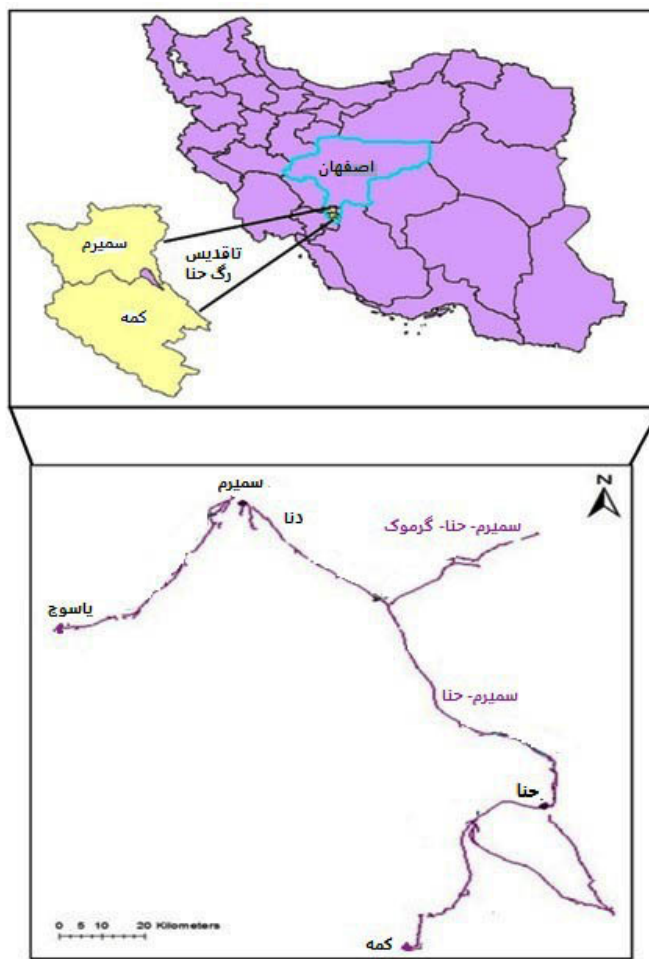 اصفهان
سمیرم
تاقدیس
رگ حنا
کمه
سمیرم
دنا
سمیرم- حنا- گرموک
N
یاسوج
سمیرم- حنا
حنا
0 5 10 20 Kilometers
کمه